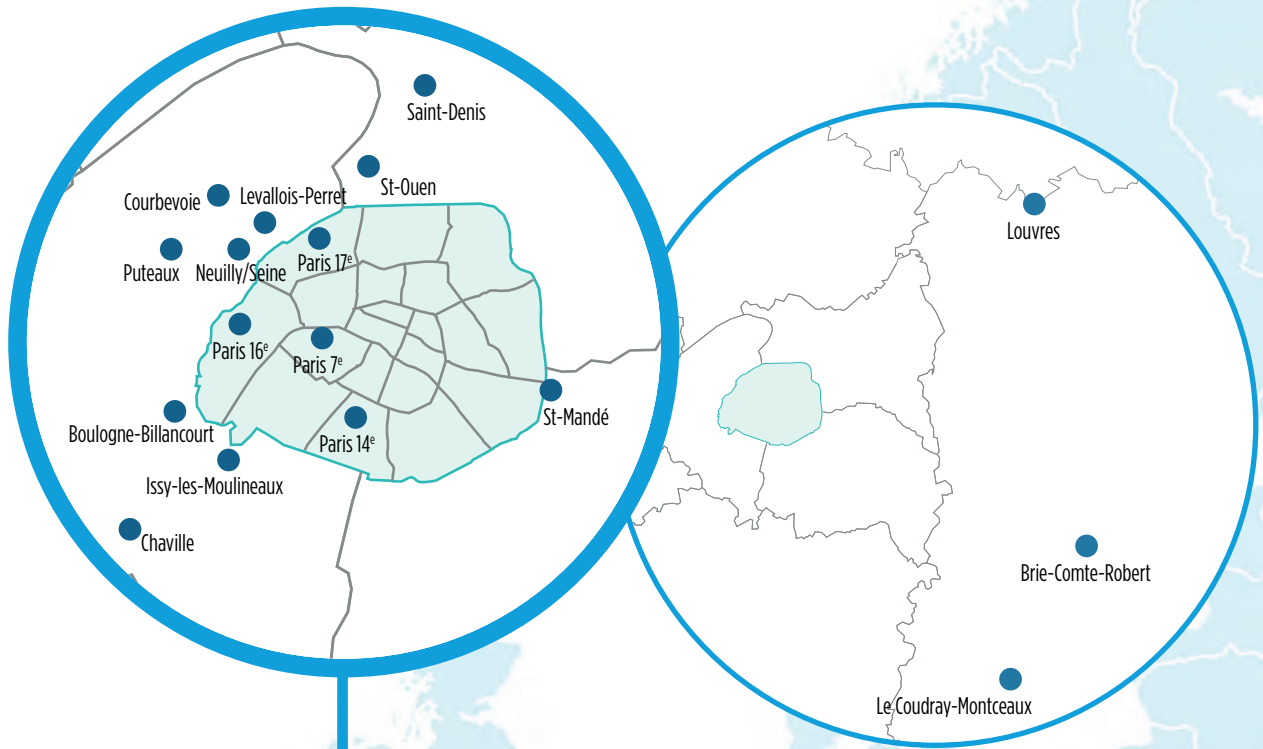 Saint-Denis
St-Ouen
Courbevoie
Levallois-Perret
Puteaux
Neuilly/Seine
Paris 17e
Paris 16e
Paris 7e
St-Mandé
Boulogne-Billancourt
Paris 14e
Issy-les-Moulineaux
Chaville
Louvres
Brie-Comte-Robert
Le Coudray-Montceaux